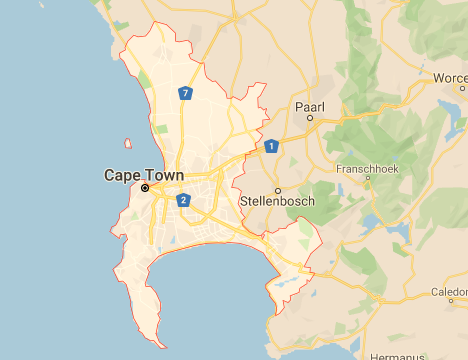 7
Worce
Paarl
1
Franschhoek
Cape Town
2
Stellenbosch
Caledo
Hermanus